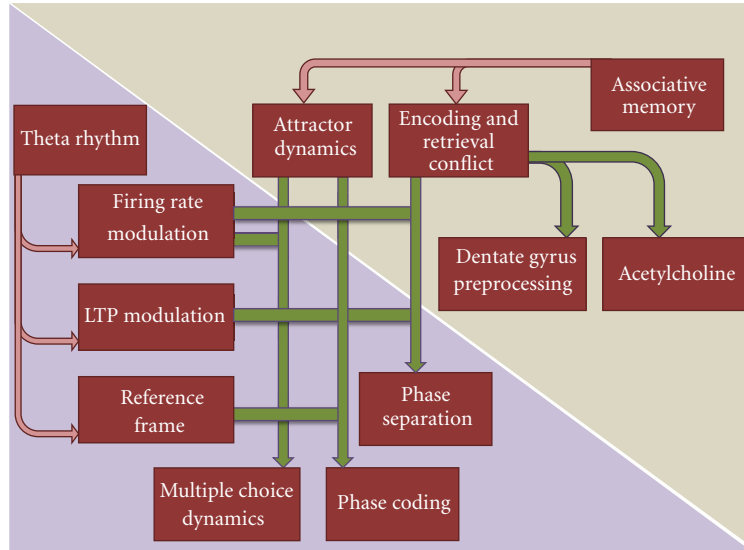 Associative
memory
Attractor
dynamics
Encoding and
retrieval
conflict
Theta rhythm
Firing rate
modulation
Dentate gyrus
preprocessing
Acetylcholine
LTP modulation
Reference
frame
Phase
separation
Multiple choice
dynamics
Phase coding